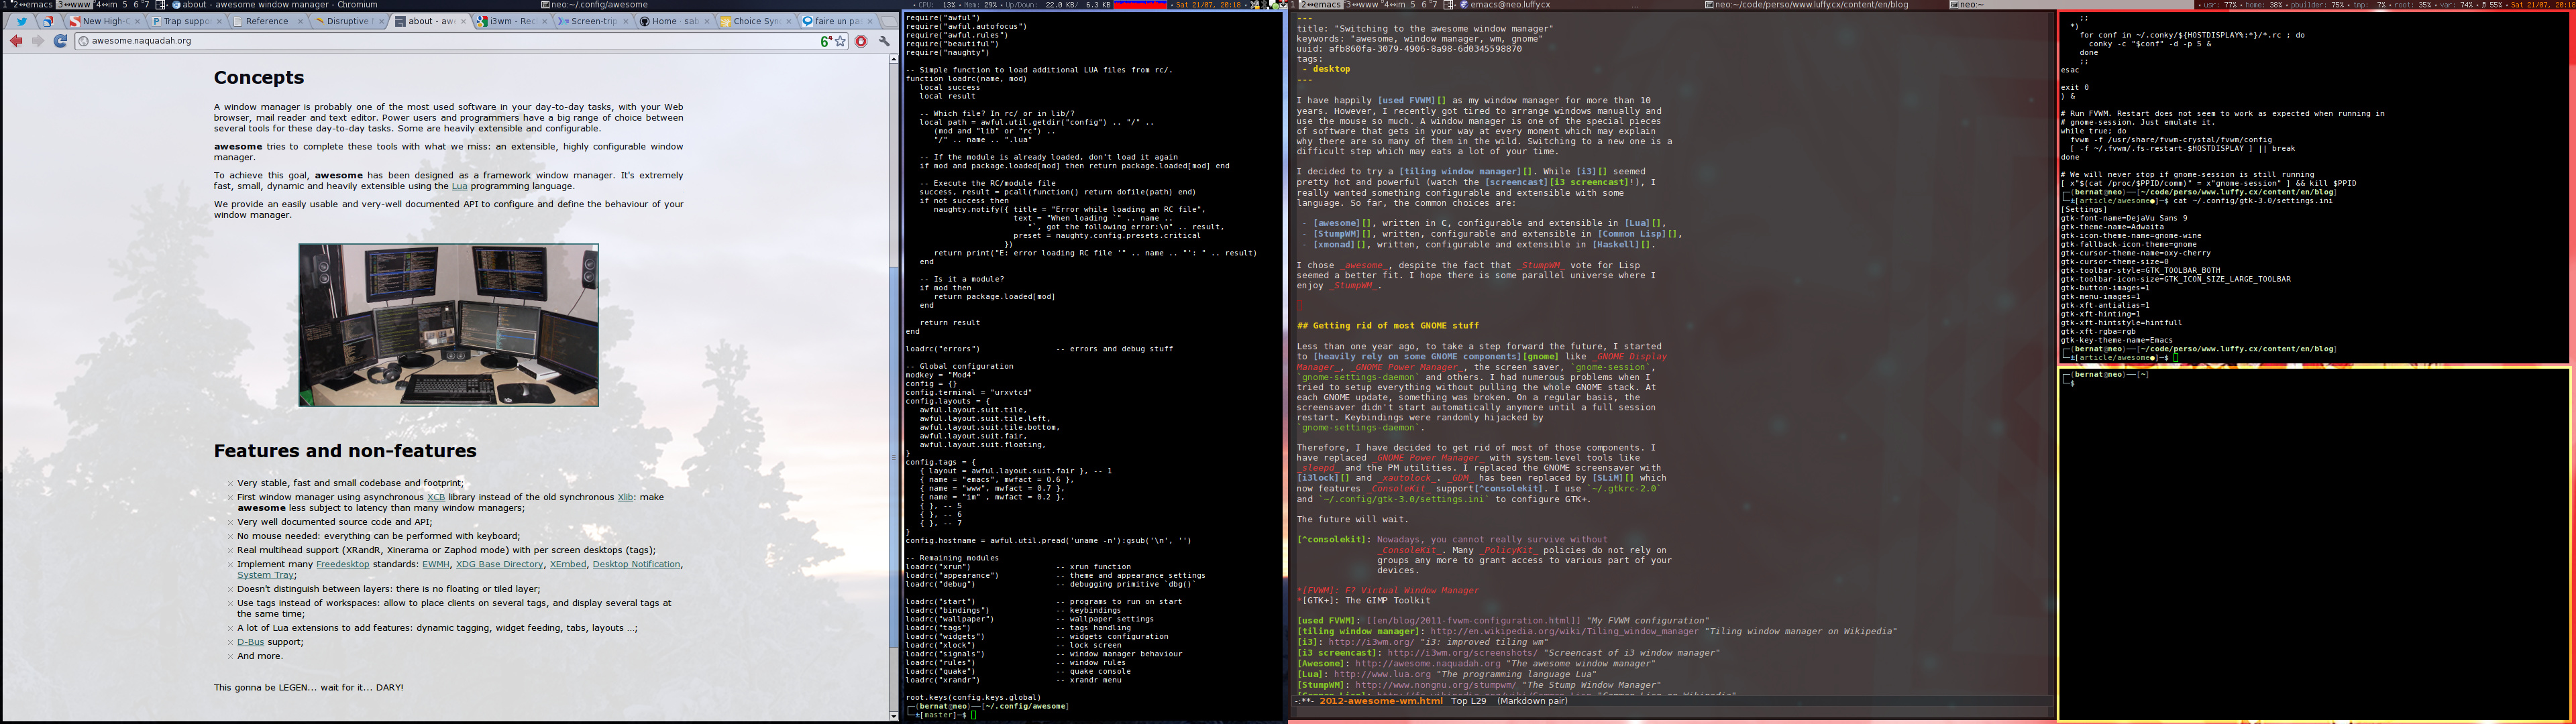 1 2↔emacs 3↔www 4↔im 5 6 7
about - awesome window manager - Chromium
neo:~/.config/awesome
CPU: 13% Mem: 29% Up/Down: 22.0 KB/ 6.3 KB
Sat 21/07, 20:18
New High-C
Trap suppor
Reference
Disruptive I
about - awe
i3wm - Red
Screen-trip
Home · sab
Choice Syn
faire un pas
awesome.naquadah.org
Concepts
A window manager is probably one of the most used software in your day-to-day tasks, with your Web
browser, mail reader and text editor. Power users and programmers have a big range of choice between
several tools for these day-to-day tasks. Some are heavily extensible and configurable.
awesome tries to complete these tools with what we miss: an extensible, highly configurable window
manager.
To achieve this goal, awesome has been designed as a framework window manager. It's extremely
fast, small, dynamic and heavily extensible using the Lua programming language.
We provide an easily usable and very-well documented API to configure and define the behaviour of your
window manager.
Features and non-features
× Very stable, fast and small codebase and footprint;
× First window manager using asynchronous XCB library instead of the old synchronous Xlib: make
awesome less subject to latency than many window managers;
× Very well documented source code and API;
× No mouse needed: everything can be performed with keyboard;
× Real multihead support (XRandR, Xinerama or Zaphod mode) with per screen desktops (tags);
× Implement many Freedesktop standards: EWMH, XDG Base Directory, XEmbed, Desktop Notification,
System Tray;
× Doesn't distinguish between layers: there is no floating or tiled layer;
× Use tags instead of workspaces: allow to place clients on several tags, and display several tags at
the same time;
× A lot of Lua extensions to add features: dynamic tagging, widget feeding, tabs, layouts ...;
× D-Bus support;
× And more.
This gonna be LEGEN... wait for it... DARY!
require("awful")
require("awful.autofocus")
require("awful.rules")
require("beautiful")
require("naughty")
-- Simple function to load additional LUA files from rc/.
function loadrc(name, mod)
local success
local result
-- Which file? In rc/ or in lib/?
local path = awful.util.getdir("config") .. "/" ..
(mod and "lib" or "rc") ..
"/" .. name .. ".lua"
-- If the module is already loaded, don't load it again
if mod and package.loaded[mod] then return package.loaded[mod] end
-- Execute the RC/module file
success, result = pcall(function() return dofile(path) end)
if not success then
naughty.notify({ title = "Error while loading an RC file",
text = "When loading `" .. name ..
"`, got the following error:\n" .. result,
preset = naughty.config.presets.critical
})
return print("E: error loading RC file '" .. name .. "': " .. result)
end
-- Is it a module?
if mod then
return package.loaded[mod]
end
return result
end
loadrc("errors") -- errors and debug stuff
-- Global configuration
modkey = "Mod4"
config = {}
config.terminal = "urxvtcd"
config.layouts = {
awful.layout.suit.tile,
awful.layout.suit.tile.left,
awful.layout.suit.tile.bottom,
awful.layout.suit.fair,
awful.layout.suit.floating,
}
config.tags = {
{ layout = awful.layout.suit.fair }, -- 1
{ name = "emacs", mwfact = 0.6 },
{ name = "www", mwfact = 0.7 },
{ name = "im" , mwfact = 0.2 },
{ }, -- 5
{ }, -- 6
{ }, -- 7
}
config.hostname = awful.util.pread('uname -n'):gsub('\n', '')
-- Remaining modules
loadrc("xrun") -- xrun function
loadrc("appearance") -- theme and appearance settings
loadrc("debug") -- debugging primitive `dbg()`
loadrc("start") -- programs to run on start
loadrc("bindings") -- keybindings
loadrc("wallpaper") -- wallpaper settings
loadrc("tags") -- tags handling
loadrc("widgets") -- widgets configuration
loadrc("xlock") -- lock screen
loadrc("signals") -- window manager behaviour
loadrc("rules") -- window rules
loadrc("quake") -- quake console
loadrc("xrandr") -- xrandr menu
root.keys(config.keys.global)
(bernat@neo)──[~/.config/awesome]
[master]~$
1 2↔emacs 3↔www 4↔im 5 6 7
emacs@neo.luffy.cx
neo:~/code/perso/www.luffy.cx/content/en/blog
neo:~
usr: 77% home: 38% pbuilder: 75% tmp: 7% root: 35% var: 74% 55% Sat 21/07, 20:18
---
title: "Switching to the awesome window manager"
keywords: "awesome, window manager, wm, gnome"
uuid: afb860fa-3079-4906-8a98-6d0345598870
tags:
- desktop
---
I have happily [used FVWM][] as my window manager for more than 10
years. However, I recently got tired to arrange windows manually and
use the mouse so much. A window manager is one of the special pieces
of software that gets in your way at every moment which may explain
why there are so many of them in the wild. Switching to a new one is a
difficult step which may eats a lot of your time.
I decided to try a [tiling window manager][]. While [i3][] seemed
pretty hot and powerful (watch the [screencast][i3 screencast]!), I
really wanted something configurable and extensible with some
language. So far, the common choices are:
- [awesome][], written in C, configurable and extensible in [Lua][],
- [StumpWM][], written, configurable and extensible in [Common Lisp][],
- [xmonad][], written, configurable and extensible in [Haskell][].
I chose _awesome_, despite the fact that _StumpWM_ vote for Lisp
seemed a better fit. I hope there is some parallel universe where I
enjoy _StumpWM_.
## Getting rid of most GNOME stuff
Less than one year ago, to take a step forward the future, I started
to [heavily rely on some GNOME components][gnome] like _GNOME Display
Manager_, _GNOME Power Manager_, the screen saver, `gnome-session`,
`gnome-settings-daemon` and others. I had numerous problems when I
tried to setup everything without pulling the whole GNOME stack. At
each GNOME update, something was broken. On a regular basis, the
screensaver didn't start automatically anymore until a full session
restart. Keybindings were randomly hijacked by
`gnome-settings-daemon`.
Therefore, I have decided to get rid of most of those components. I
have replaced _GNOME Power Manager_ with system-level tools like
_sleepd_ and the PM utilities. I replaced the GNOME screensaver with
[i3lock][] and _xautolock_. _GDM_ has been replaced by [SLiM][] which
now features _ConsoleKit_ support[^consolekit]. I use `~/.gtkrc-2.0`
and `~/.config/gtk-3.0/settings.ini` to configure GTK+.
The future will wait.
[^consolekit]: Nowadays, you cannot really survive without
_ConsoleKit_. Many _PolicyKit_ policies do not rely on
groups any more to grant access to various part of your
devices.
*[FVWM]: F? Virtual Window Manager
*[GTK+]: The GIMP Toolkit
[used FVWM]: [[en/blog/2011-fvwm-configuration.html]] "My FVWM configuration"
[tiling window manager]: http://en.wikipedia.org/wiki/Tiling_window_manager "Tiling window manager on Wikipedia"
[i3]: http://i3wm.org/ "i3: improved tiling wm"
[i3 screencast]: http://i3wm.org/screenshots/ "Screencast of i3 window manager"
[Awesome]: http://awesome.naquadah.org "The awesome window manager"
[Lua]: http://www.lua.org "The programming language Lua"
[StumpWM]: http://www.nongnu.org/stumpwm/ "The Stump Window Manager"
-:**- 2012-awesome-wm.html Top L29 (Markdown pair)
;;
*)
for conf in ~/.conky/${HOSTDISPLAY%:*}/*.rc ; do
conky -c "$conf" -d -p 5 &
done
;;
esac
exit 0
) &
# Run FVWM. Restart does not seem to work as expected when running in
# gnome-session. Just emulate it.
while true; do
fvwm -f /usr/share/fvwm-crystal/fvwm/config
[ -f ~/.fvwm/.fs-restart-$HOSTDISPLAY ] || break
done
# We will never stop if gnome-session is still running
[ x"$(cat /proc/$PPID/comm)" = x"gnome-session" ] && kill $PPID
(bernat@neo)──[~/code/perso/www.luffy.cx/content/en/blog]
[article/awesome●]~$ cat ~/.config/gtk-3.0/settings.ini
[Settings]
gtk-font-name=DejaVu Sans 9
gtk-theme-name=Adwaita
gtk-icon-theme-name=gnome-wine
gtk-fallback-icon-theme=gnome
gtk-cursor-theme-name=oxy-cherry
gtk-cursor-theme-size=0
gtk-toolbar-style=GTK_TOOLBAR_BOTH
gtk-toolbar-icon-size=GTK_ICON_SIZE_LARGE_TOOLBAR
gtk-button-images=1
gtk-menu-images=1
gtk-xft-antialias=1
gtk-xft-hinting=1
gtk-xft-hintstyle=hintfull
gtk-xft-rgba=rgb
gtk-key-theme-name=Emacs
(bernat@neo)──[~/code/perso/www.luffy.cx/content/en/blog]
[article/awesome●]~$
(bernat@neo)──[~]
$